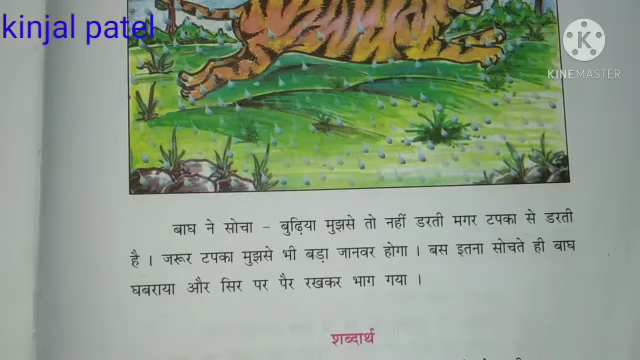 kinjal patel
KINEMASTER
बाघ ने सोचा – बुढ़िया मुझसे तो नहीं डरती मगर टपका से डरती
है । जरूर टपका मुझसे भी बड़ा जानवर होगा । बस इतना सोचते ही बाघ
घबराया और सिर पर पैर रखकर भाग गया ।
शब्दार्थ